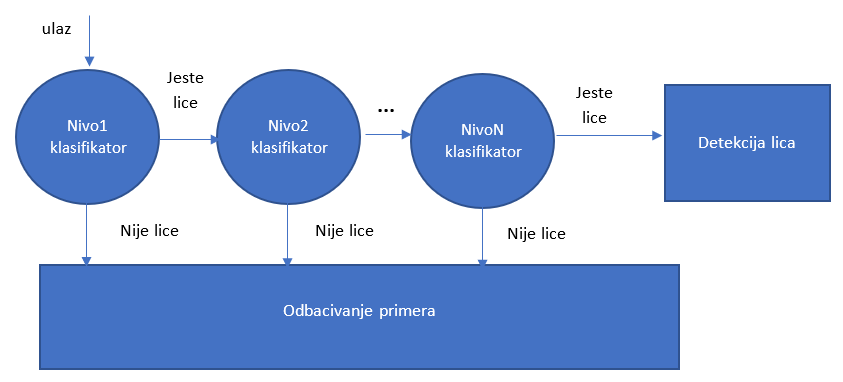 ulaz
Nivo1
klasifikator
Jeste
lice
Nivo2
klasifikator
...
NivoN
klasifikator
Jeste
lice
Detekcija lica
Nije lice
Nije lice
Nije lice
Odbacivanje primera